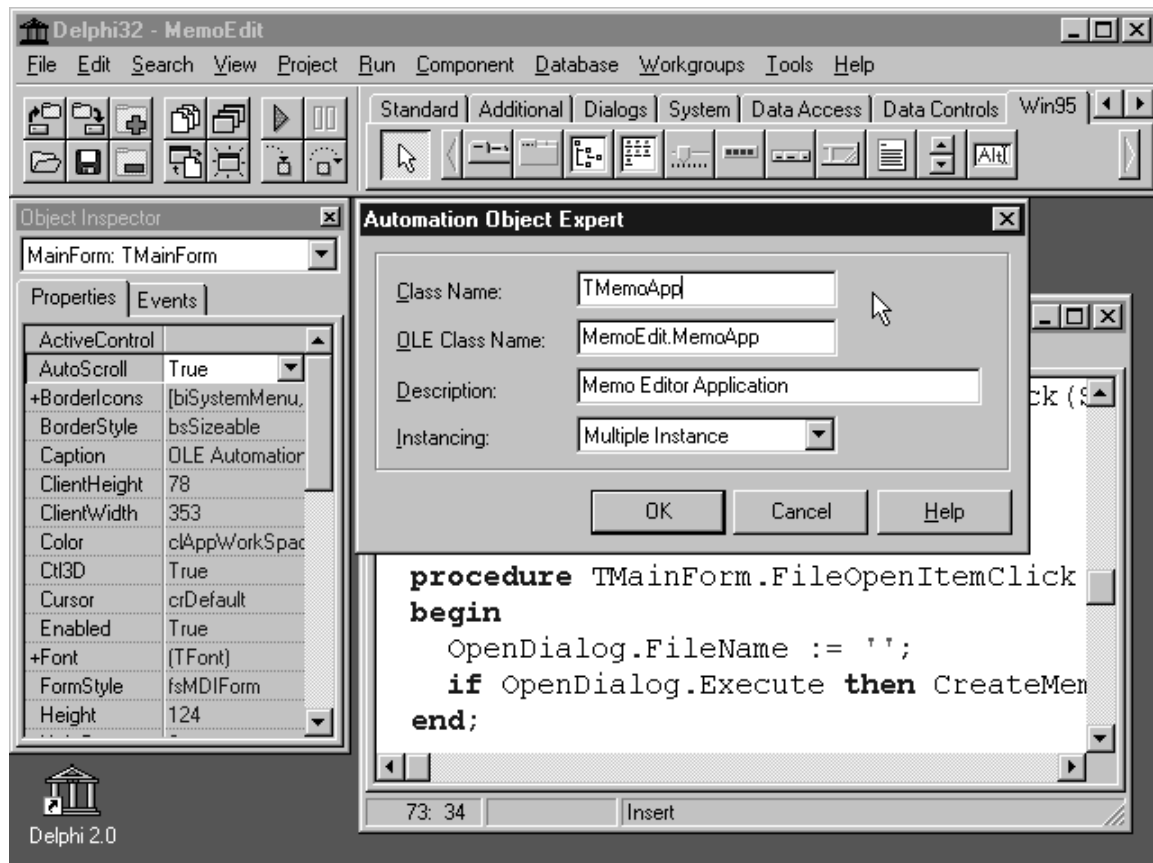 Delphi32 - MemoEdit
File Edit Search View Project Run Component Database Workgroups Tools Help
Standard Additional Dialogs System Data Access Data Controls Win95
Object Inspector
MainForm: TMainForm
Properties Events
ActiveControl
AutoScroll True
+BorderIcons [biSystemMenu,
BorderStyle bsSizeable
Caption OLE Automation
ClientHeight 78
ClientWidth 353
Color clAppWorkSpac
Ctl3D True
Cursor crDefault
Enabled True
+Font (TFont)
FormStyle fsMDIForm
Height 124
Automation Object Expert
Class Name: TMemoApp
OLE Class Name: MemoEdit.MemoApp
Description: Memo Editor Application
Instancing: Multiple Instance
OK Cancel Help
ck(S
procedure TMainForm.FileOpenItemClick
begin
OpenDialog.FileName := '';
if OpenDialog.Execute then CreateMem
end;
73: 34 Insert
Delphi 2.0